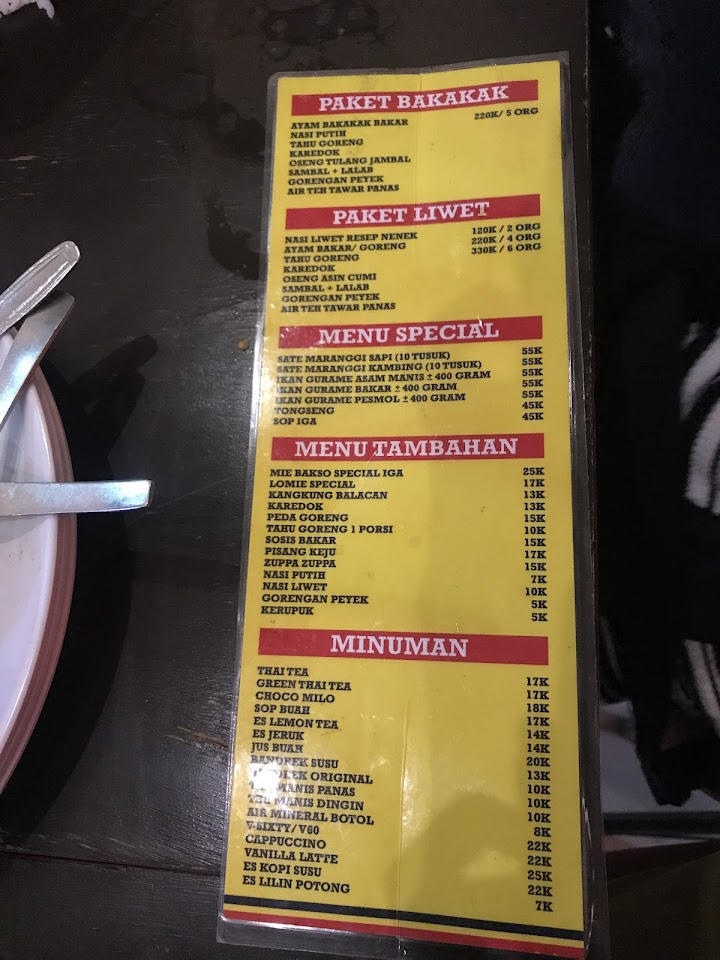 PAKET BAKAKAK
AYAM BAKAKAK BAKAR 220K/ 5 ORG
NASI PUTIH
TAHU GORENG
KAREDOK
OSENG TULANG JAMBAL
SAMBAL + LALAB
GORENGAN PEYEK
AIR TEH TAWAR PANAS
PAKET LIWET
NASI LIWET RESEP NENEK 120K / 2 ORG
AYAM BAKAR/ GORENG 220K / 4 ORG
TAHU GORENG 330K / 6 ORG
KAREDOK
OSENG ASIN CUMI
SAMBAL + LALAB
GORENGAN PEYEK
AIR TEH TAWAR PANAS
MENU SPECIAL
SATE MARANGGI SAPI (10 TUSUK) 55K
SATE MARANGGI KAMBING (10 TUSUK) 55K
IKAN GURAME ASAM MANIS ± 400 GRAM 55K
IKAN GURAME BAKAR ± 400 GRAM 55K
IKAN GURAME PESMOL ± 400 GRAM 55K
TONGSENG 45K
SOP IGA 45K
MENU TAMBAHAN
MIE BAKSO SPECIAL IGA 25K
LOMIE SPECIAL 17K
KANGKUNG BALACAN 13K
KAREDOK 13K
PEDA GORENG 15K
TAHU GORENG 1 PORSI 10K
SOSIS BAKAR 15K
PISANG KEJU 17K
ZUPPA ZUPPA 15K
NASI PUTIH 7K
NASI LIWET 10K
GORENGAN PEYEK 5K
KERUPUK 5K
MINUMAN
THAI TEA 17K
GREEN THAI TEA 17K
CHOCO MILO 18K
SOP BUAH 17K
ES LEMON TEA 14K
ES JERUK 14K
JUS BUAH 20K
BANDREK SUSU 13K
BANDREK ORIGINAL 10K
TEH MANIS PANAS 10K
TEH MANIS DINGIN 10K
AIR MINERAL BOTOL 8K
V-SIXTY/ V60 22K
CAPPUCCINO 22K
VANILLA LATTE 25K
ES KOPI SUSU 22K
ES LILIN POTONG 7K